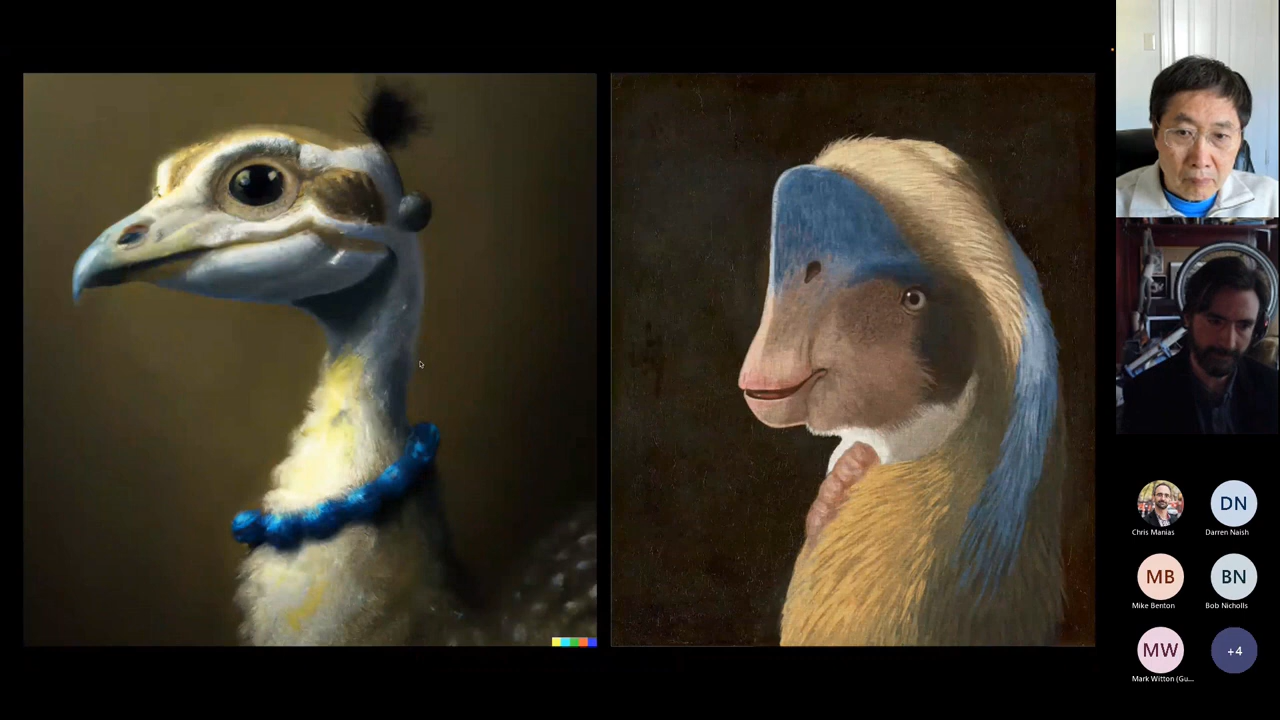 Chris Manias
DN
Darren Naish
MB
Mike Benton
BN
Bob Nicholls
MW
Mark Witton (Gu...
+4